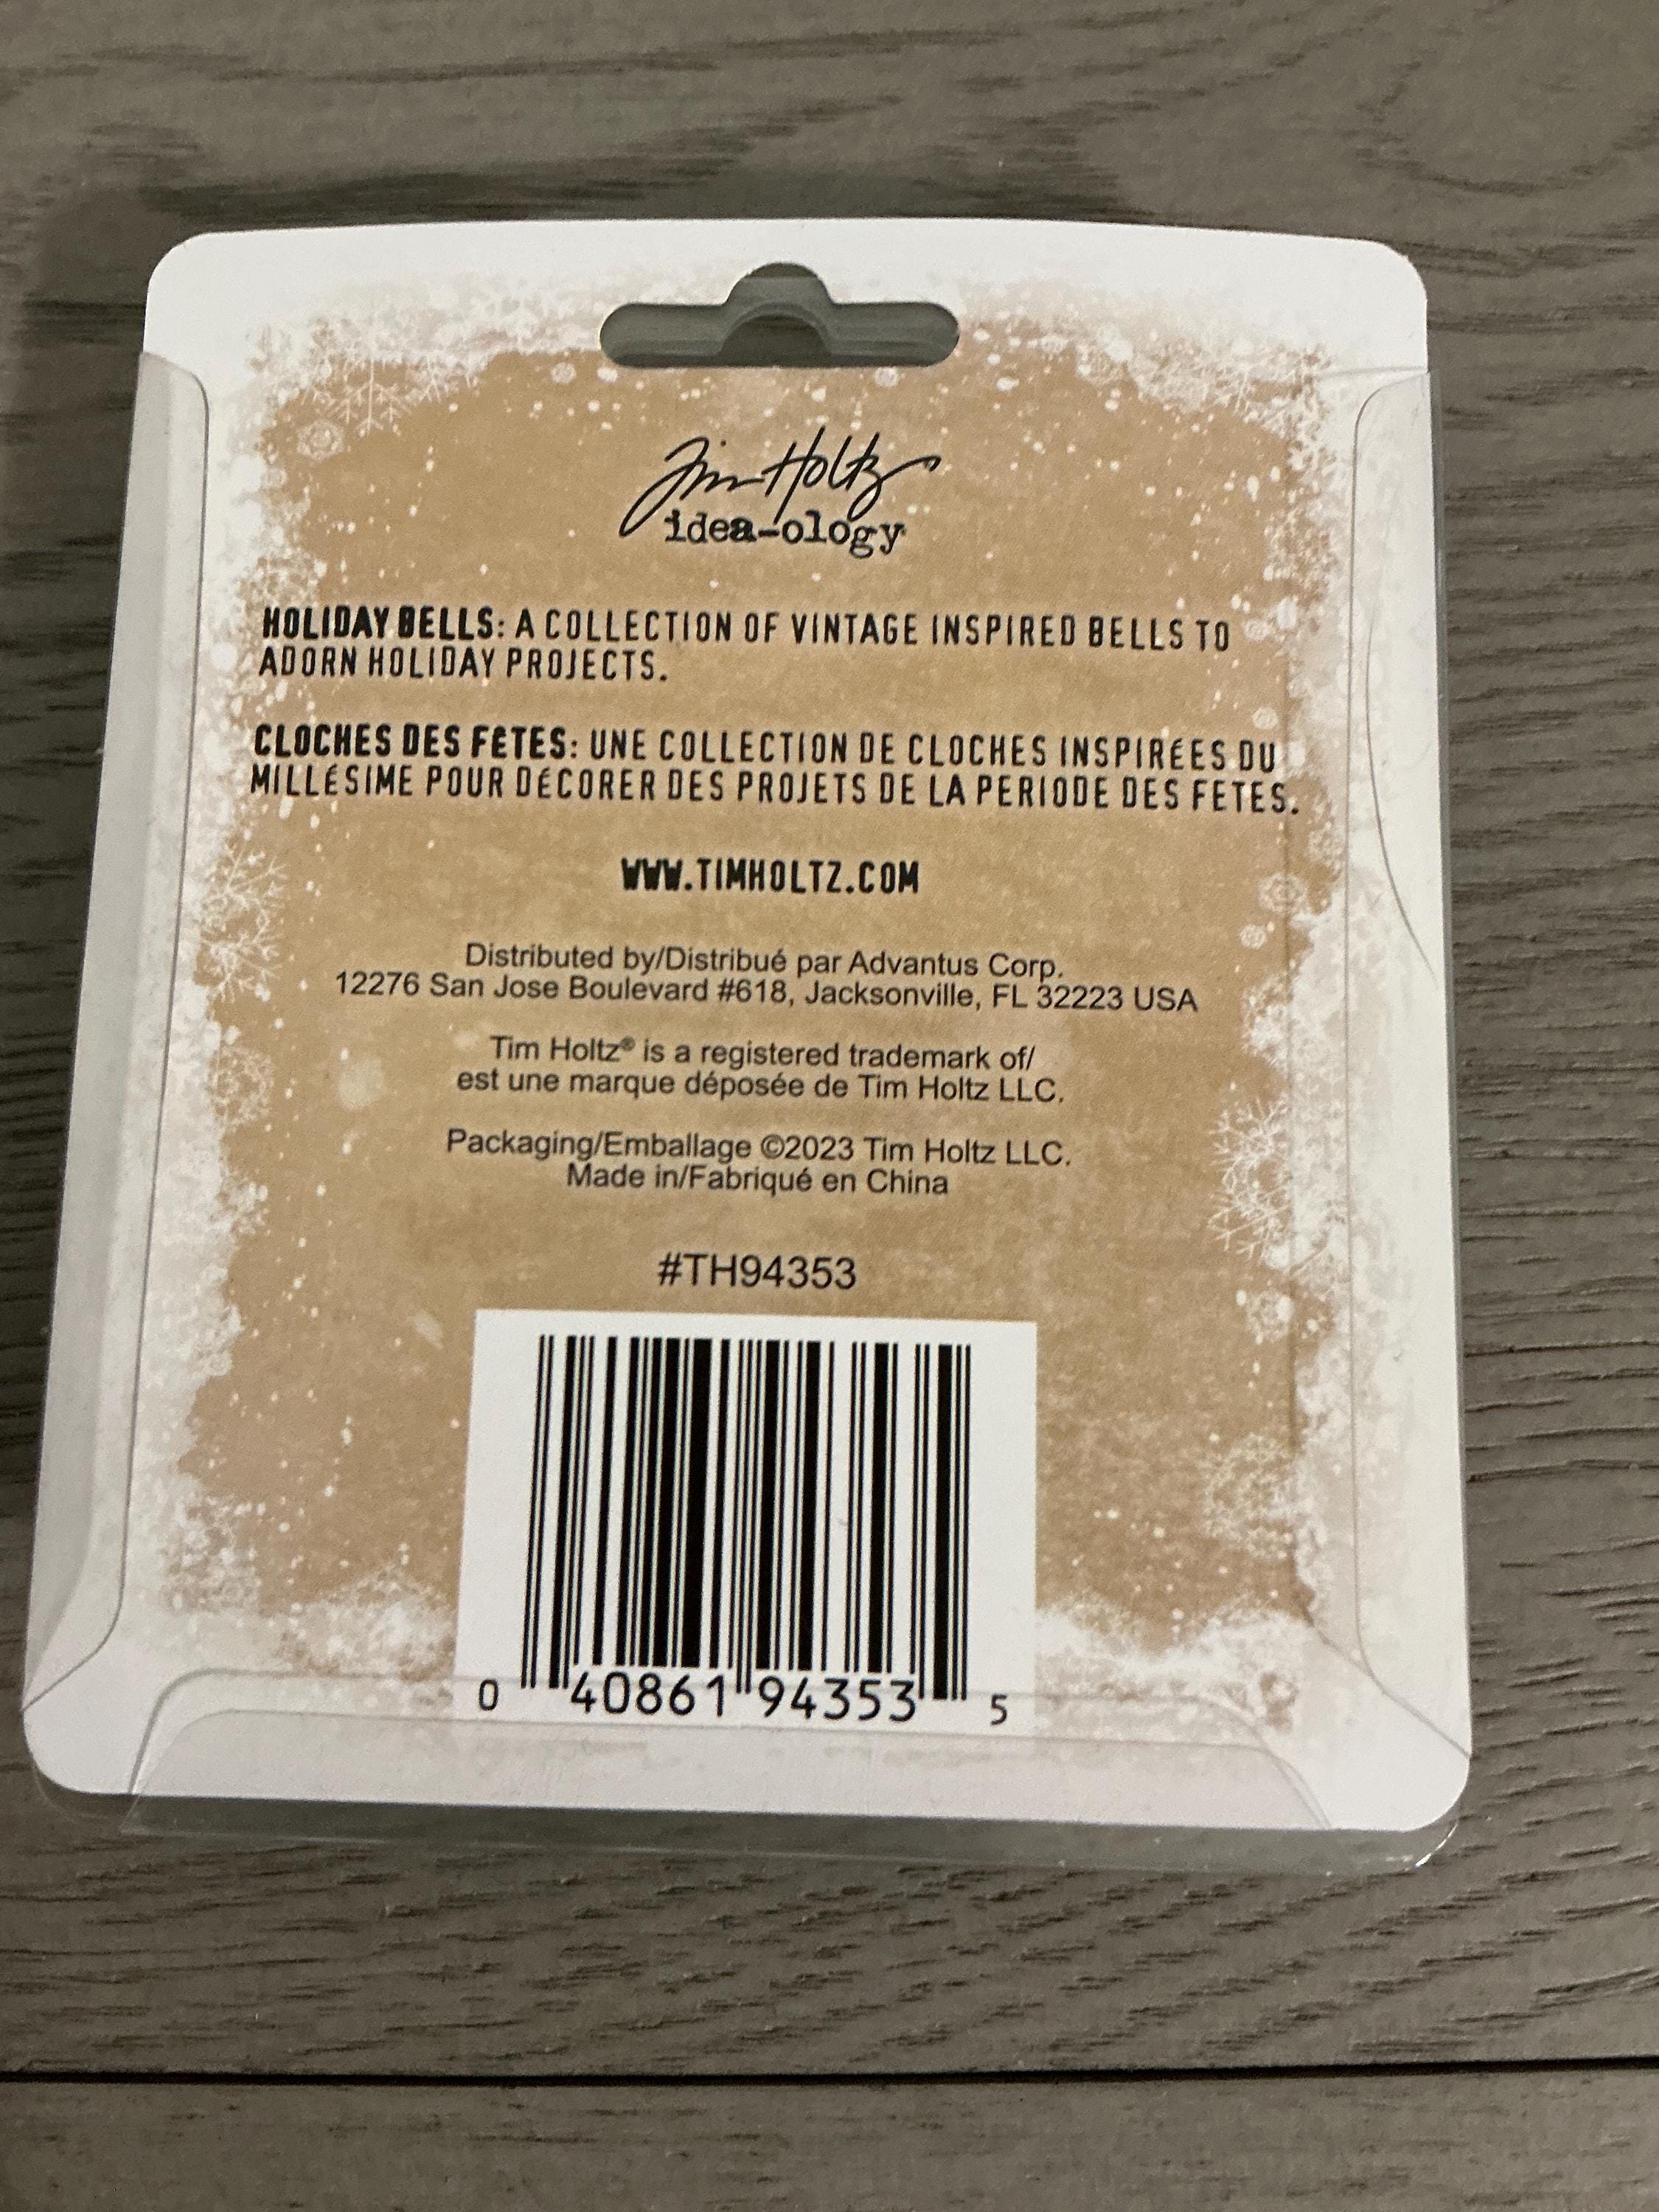 Tim Holtz
idea-ology
HOLIDAY BELLS: A COLLECTION OF VINTAGE INSPIRED BELLS TO
ADORN HOLIDAY PROJECTS.
CLOCHES DES FÊTES: UNE COLLECTION DE CLOCHES INSPIRÉES DU
MILLÉSIME POUR DÉCORER DES PROJETS DE LA PERIODE DES FETES.
WWW.TIMHOLTZ.COM
Distributed by/Distribué par Advantus Corp.
12276 San Jose Boulevard #618, Jacksonville, FL 32223 USA
Tim Holtz® is a registered trademark of/
est une marque déposée de Tim Holtz LLC.
Packaging/Emballage ©2023 Tim Holtz LLC.
Made in/Fabriqué en China
#TH94353
0 40861 94353 5